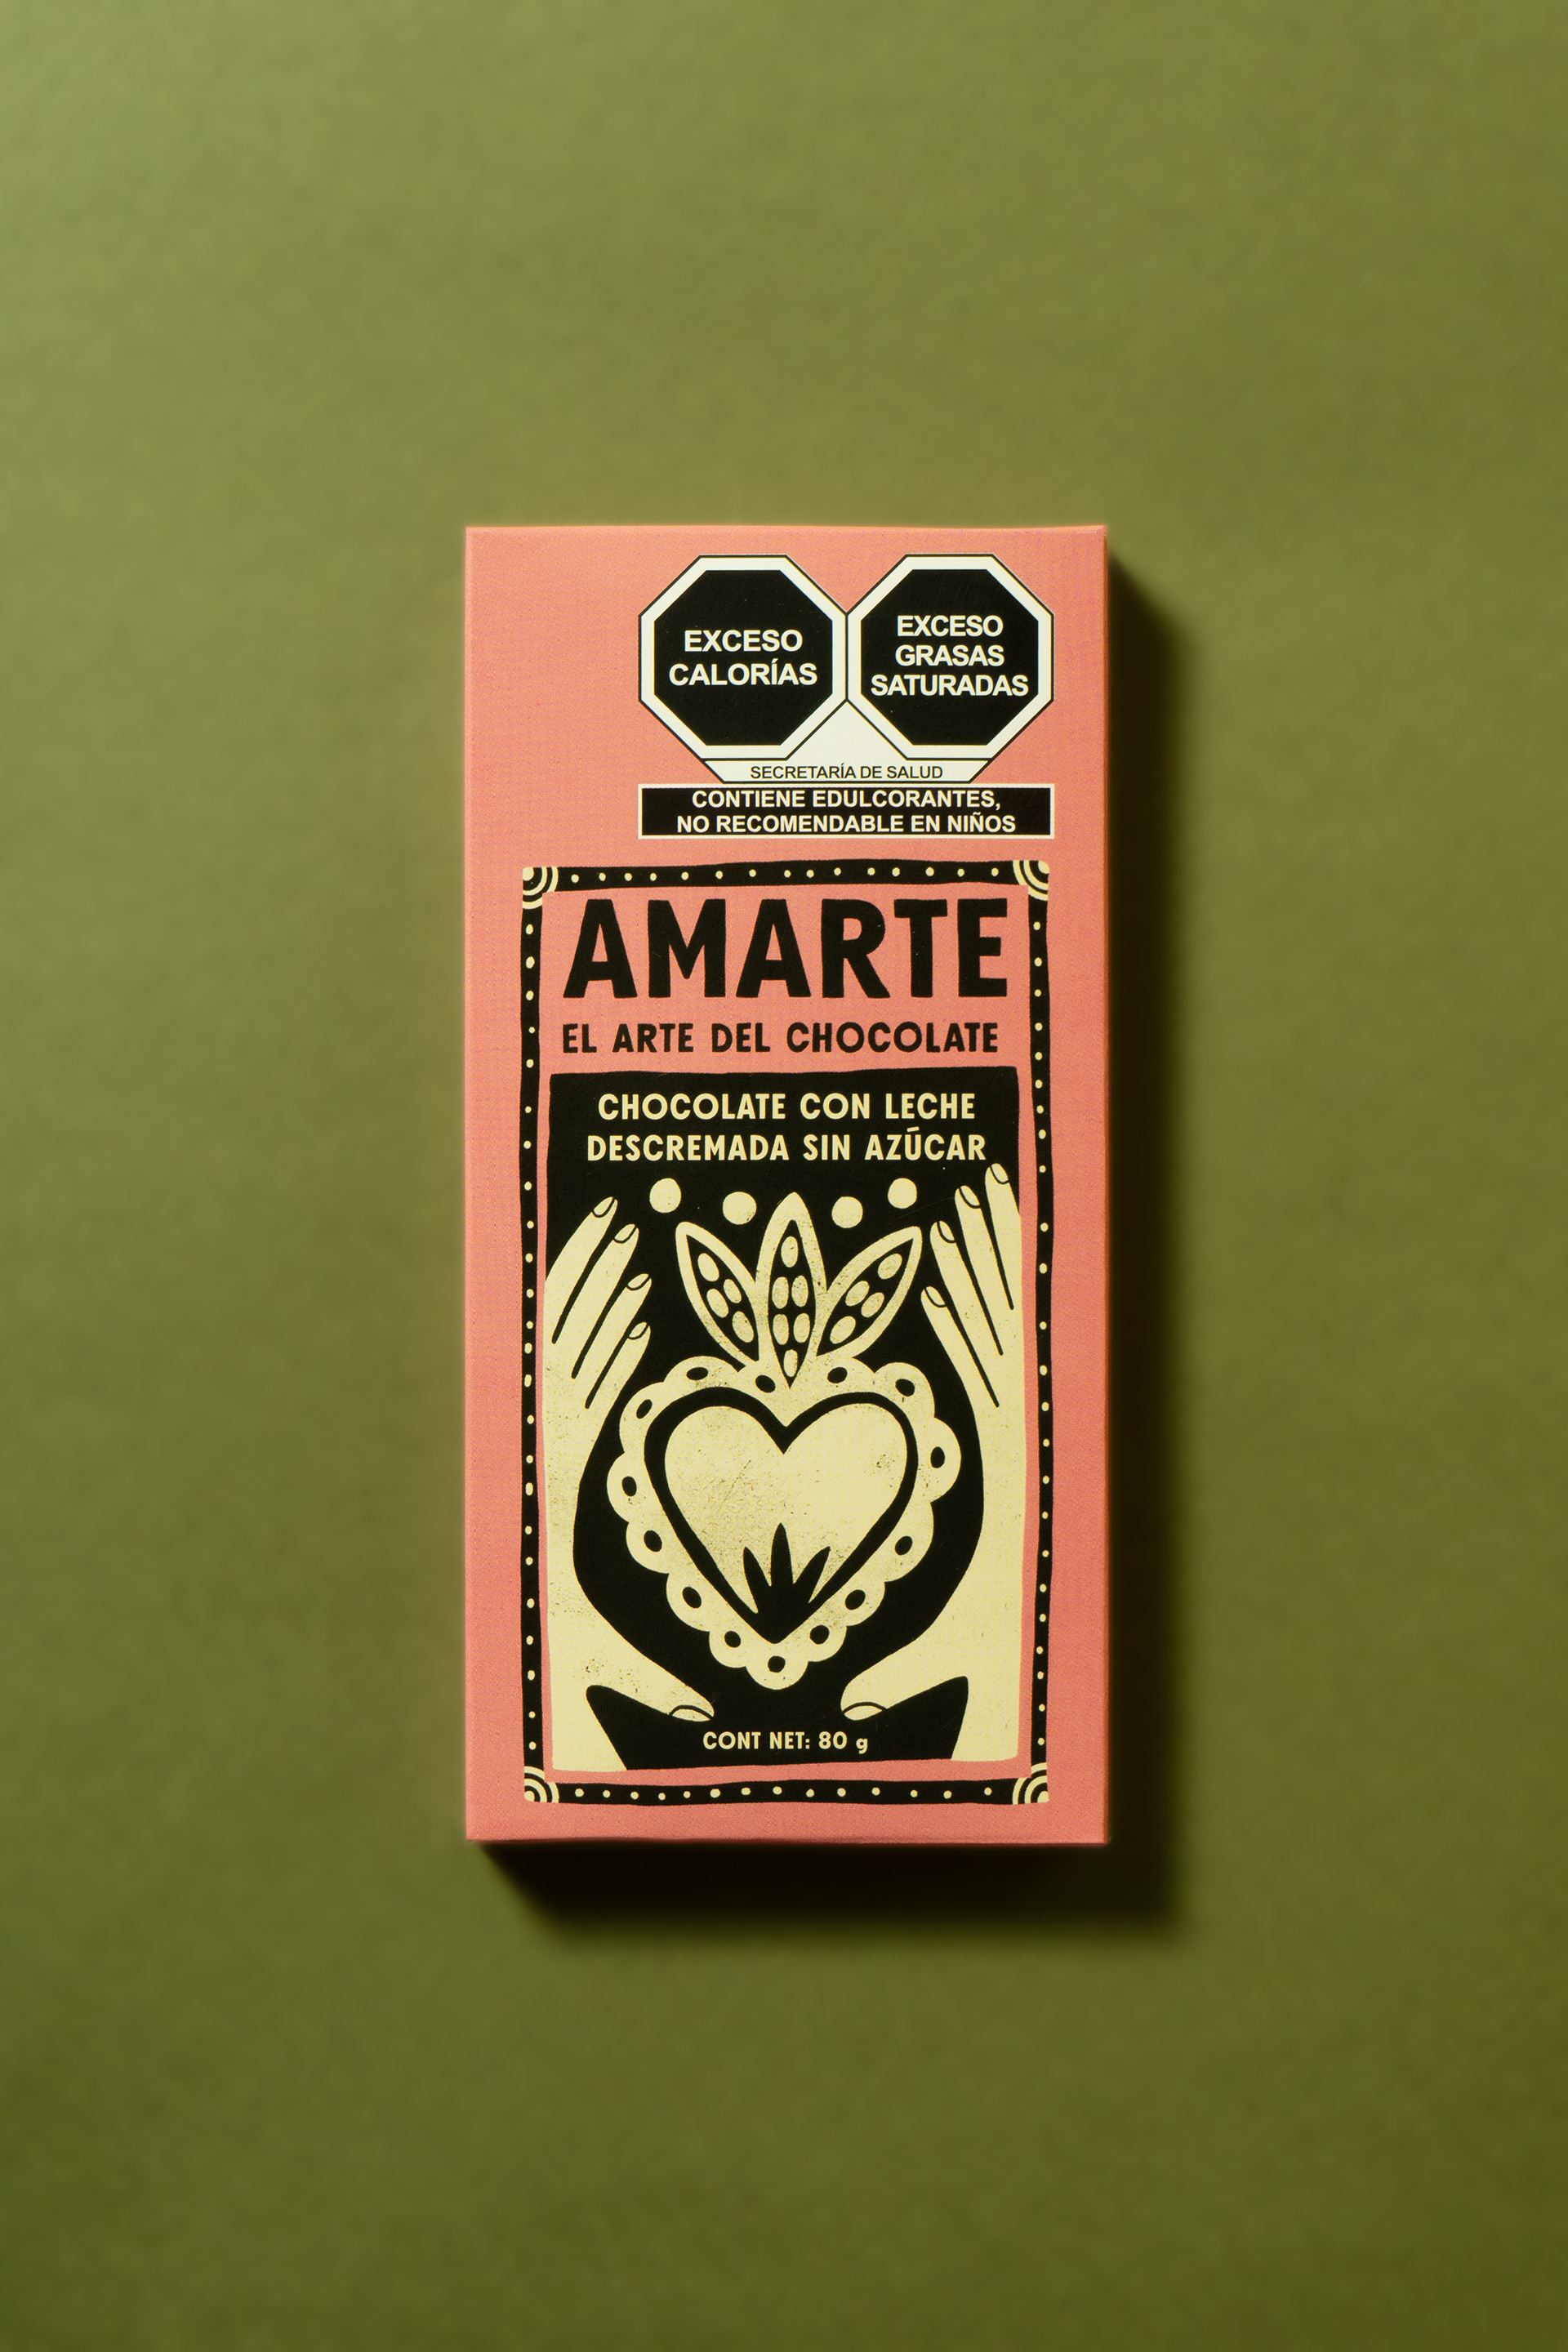 EXCESO
CALORÍAS
EXCESO
GRASAS
SATURADAS
SECRETARÍA DE SALUD
CONTIENE EDULCORANTES,
NO RECOMENDABLE EN NIÑOS
AMARTE
EL ARTE DEL CHOCOLATE
CHOCOLATE CON LECHE
DESCREMADA SIN AZÚCAR
CONT NET: 80 g